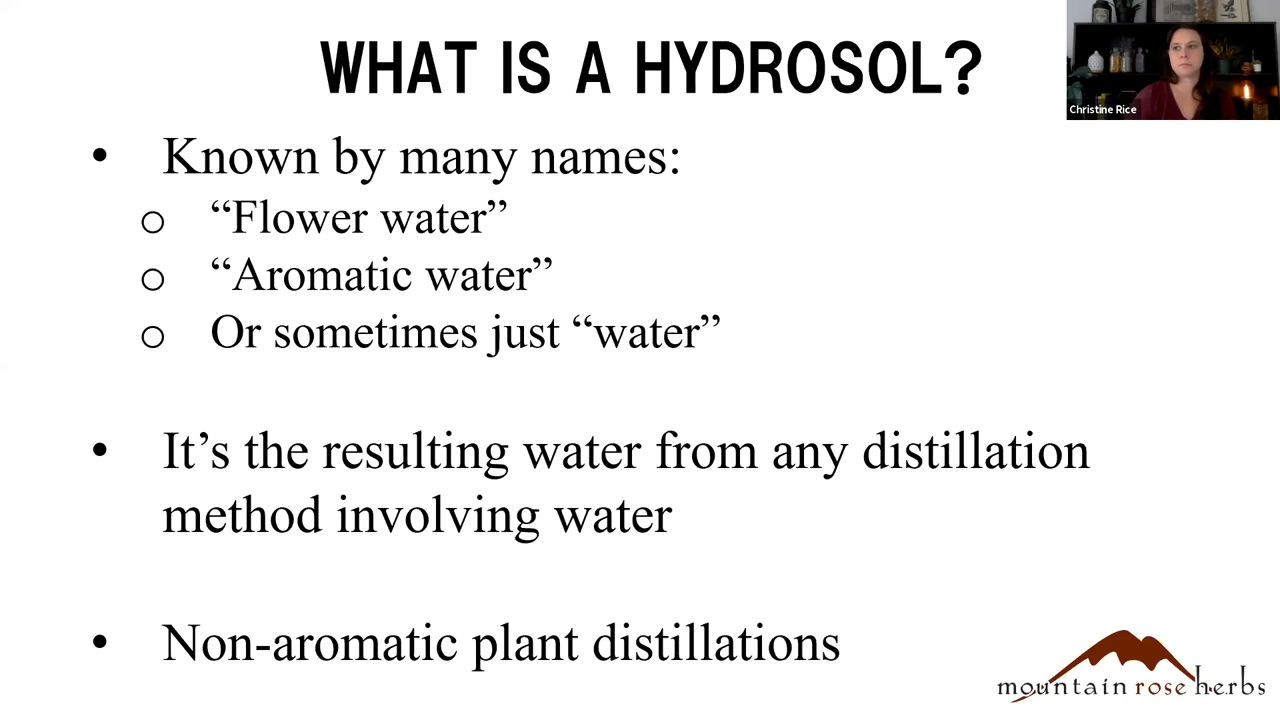 WHAT IS A HYDROSOL?
Christine Rice
• Known by many names:
o “Flower water”
o “Aromatic water”
o Or sometimes just “water”
• It’s the resulting water from any distillation
method involving water
• Non-aromatic plant distillations
mountain rose herbs